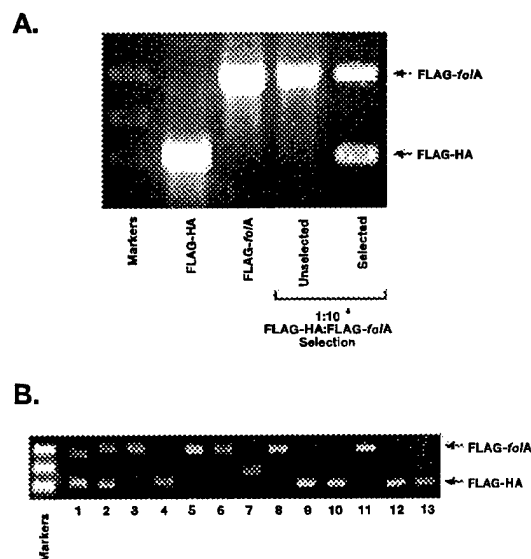 A.
FLAG-folA
FLAG-HA
Markers
FLAG-HA
FLAG-folA
Unselected
Selected
1:10⁴
FLAG-HA:FLAG-folA
Selection
B.
FLAG-folA
FLAG-HA
Markers
1 2 3 4 5 6 7 8 9 10 11 12 13